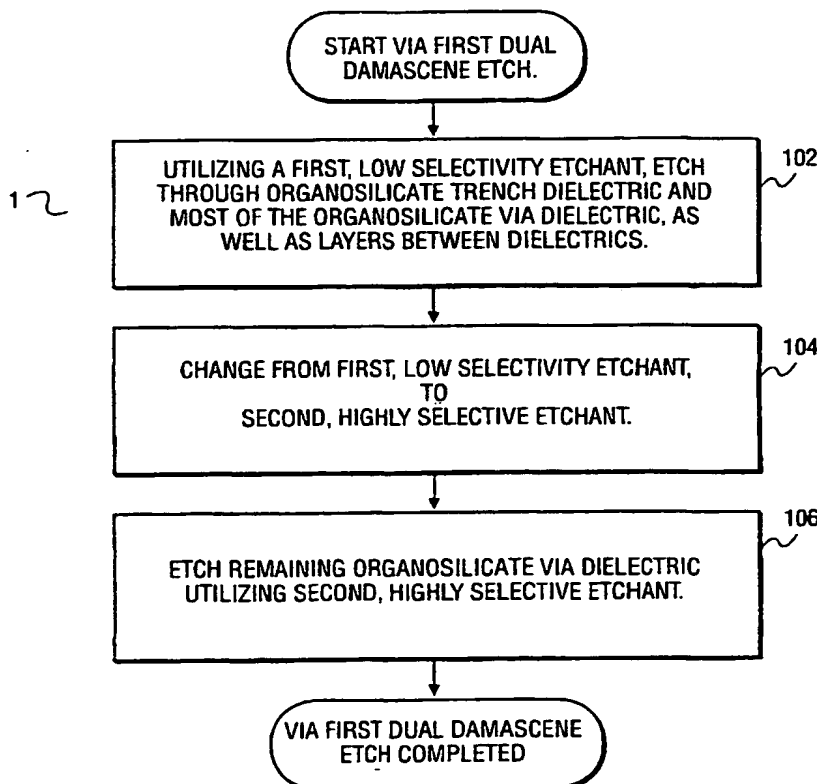 START VIA FIRST DUAL
DAMASCENE ETCH.
UTILIZING A FIRST, LOW SELECTIVITY ETCHANT, ETCH
THROUGH ORGANOSILICATE TRENCH DIELECTRIC AND
MOST OF THE ORGANOSILICATE VIA DIELECTRIC, AS
WELL AS LAYERS BETWEEN DIELECTRICS.
102
1
CHANGE FROM FIRST, LOW SELECTIVITY ETCHANT,
TO
SECOND, HIGHLY SELECTIVE ETCHANT.
104
ETCH REMAINING ORGANOSILICATE VIA DIELECTRIC
UTILIZING SECOND, HIGHLY SELECTIVE ETCHANT.
106
VIA FIRST DUAL DAMASCENE
ETCH COMPLETED